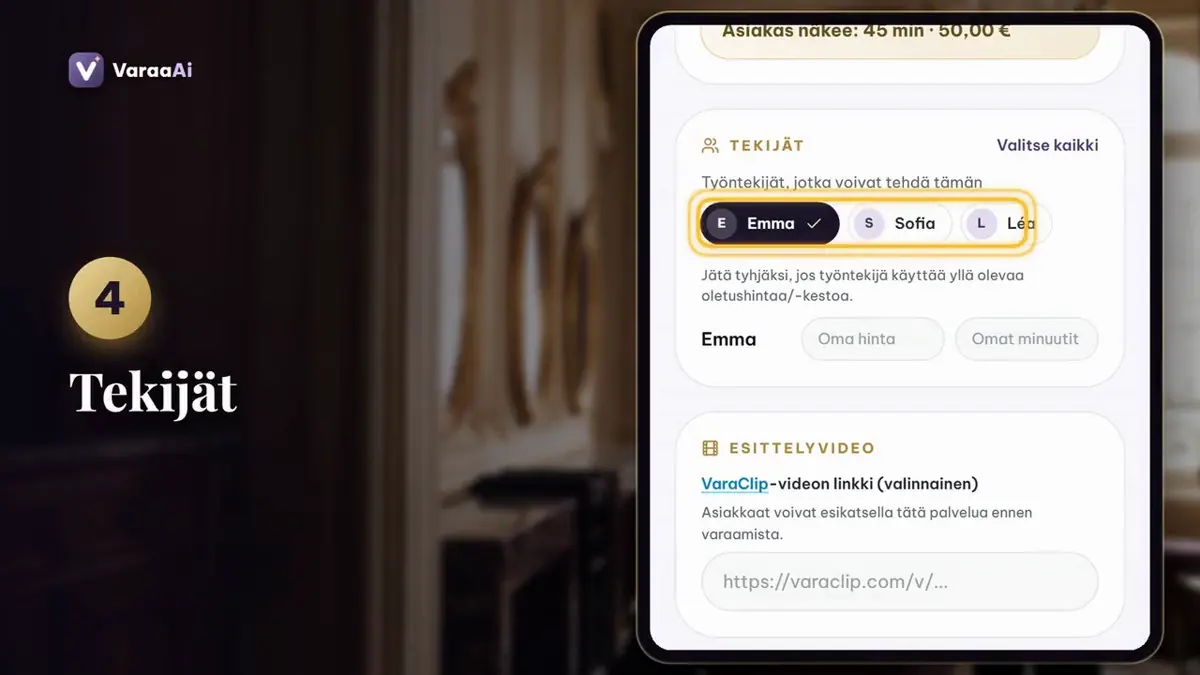 VaraaAi
4
Tekijät
Asiakas näkee: 45 min · 50,00 €
TEKIJÄT
Valitse kaikki
Työntekijät, jotka voivat tehdä tämän
E Emma
S Sofia
L Léa
Jätä tyhjäksi, jos työntekijä käyttää yllä olevaa
oletushintaa/-kestoa.
Emma
Oma hinta
Omat minuutit
ESITTELYVIDEO
VaraClip-videon linkki (valinnainen)
Asiakkaat voivat esikatsella tätä palvelua ennen
varaamista.
https://varaclip.com/v/...